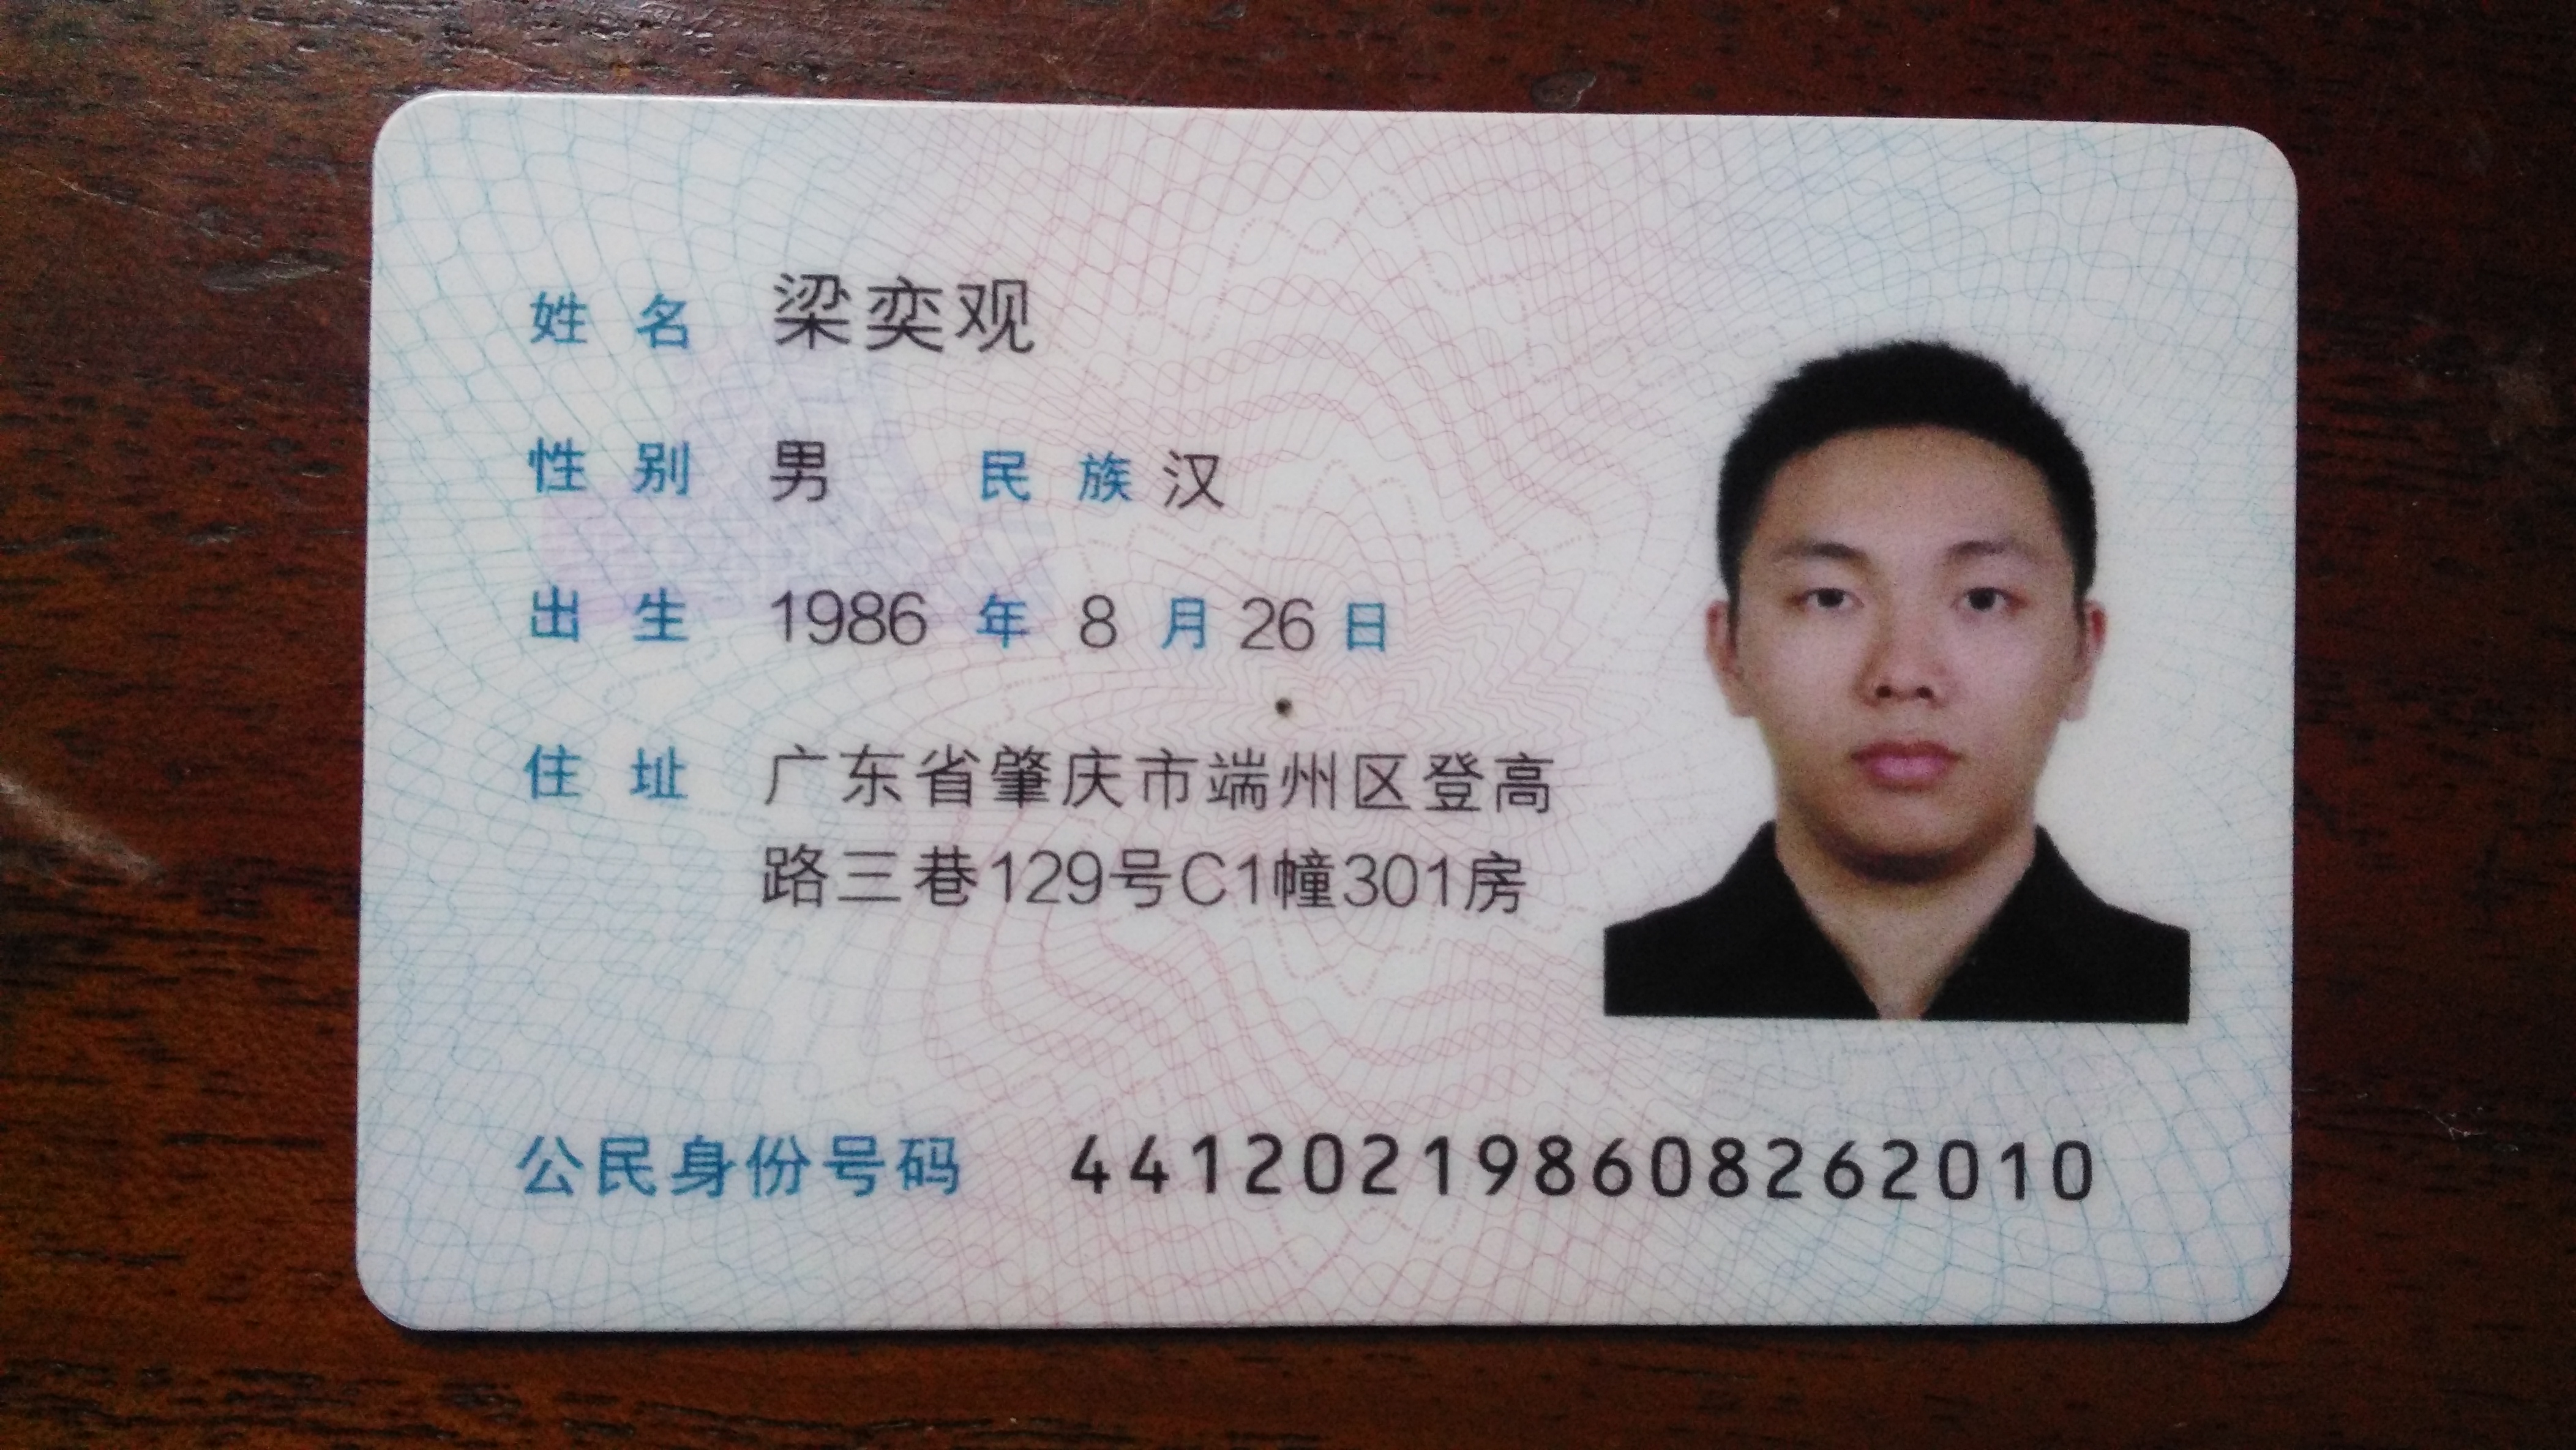 姓名 梁奕观
性别 男 民族 汉
出生 1986 年 8 月 26 日
住址 广东省肇庆市端州区登高
路三巷129号C1幢301房
公民身份号码 441202198608262010